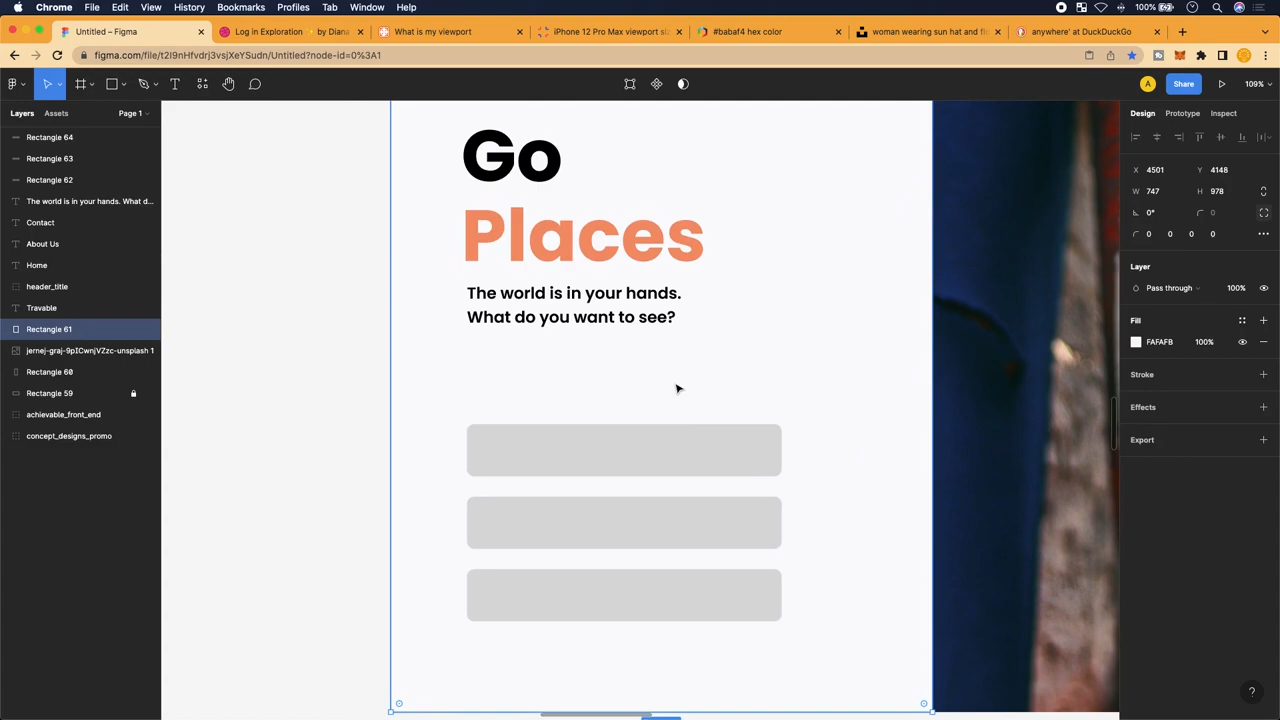 Chrome File Edit View History Bookmarks Profiles Tab Window Help 100%
Untitled – Figma Log in Exploration by Diana What is my viewport iPhone 12 Pro Max viewport si #babaf4 hex color woman wearing sun hat and fl anywhere' at DuckDuckGo
figma.com/file/t2I9nHfvdrj3vsjXeYSudn/Untitled?node-id=0%3A1
A Share 109%
Layers Assets Page 1
Rectangle 64
Rectangle 63
Rectangle 62
The world is in your hands. What d...
Contact
About Us
Home
header_title
Travable
Rectangle 61
jernej-graj-9pICwnjVZzc-unsplash 1
Rectangle 60
Rectangle 59
achievable_front_end
concept_designs_promo
Go
Places
The world is in your hands.
What do you want to see?
Design Prototype Inspect
X 4501 Y 4148
W 747 H 978
0° 0
0 0 0 0
Layer
Pass through 100%
Fill
FAFAFB 100%
Stroke
Effects
Export
?